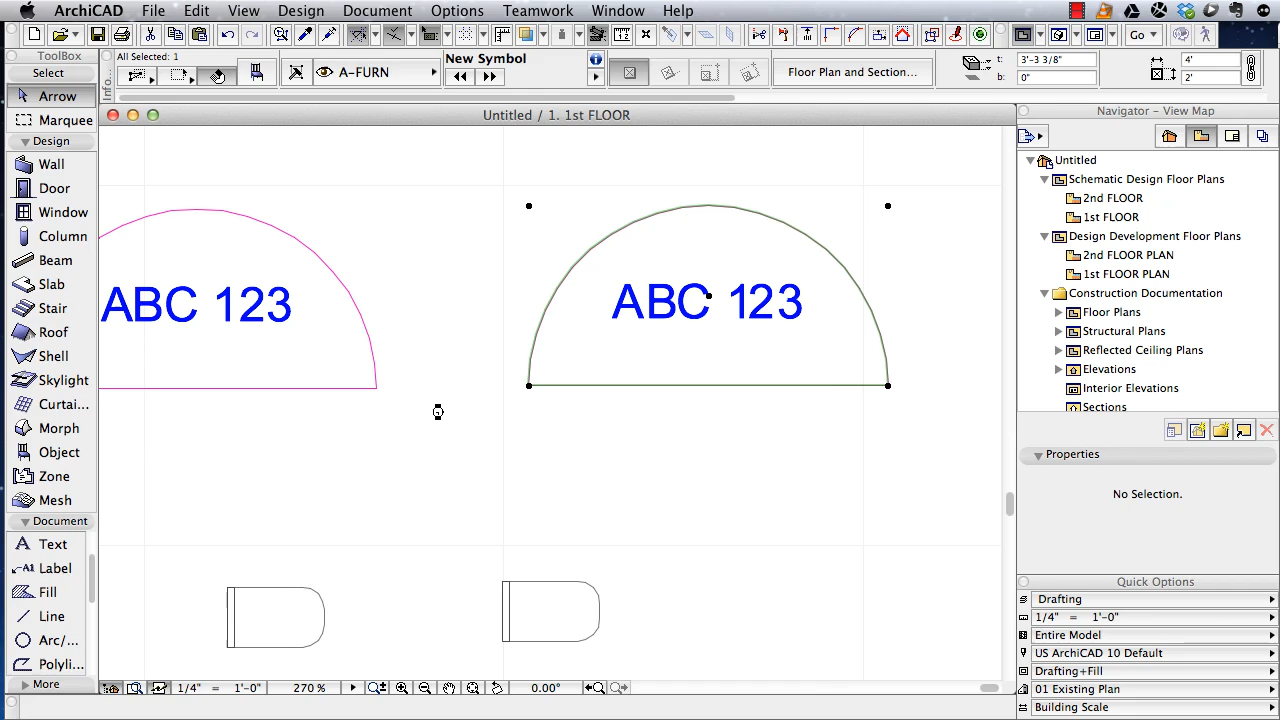 ArchiCAD File Edit View Design Document Options Teamwork Window Help
Go
ToolBox
Select
Arrow
Marquee
Design
Wall
Door
Window
Column
Beam
Slab
Stair
Roof
Shell
Skylight
Curtai...
Morph
Object
Zone
Mesh
Document
Text
A1 Label
Fill
Line
Arc/...
Polyli...
More
Info...
All Selected: 1
A-FURN
New Symbol
Floor Plan and Section...
t: 3'-3 3/8"
b: 0"
4'
2'
Untitled / 1. 1st FLOOR
ABC 123
ABC 123
1/4" = 1'-0"
270 %
0.00°
Navigator - View Map
Untitled
Schematic Design Floor Plans
2nd FLOOR
1st FLOOR
Design Development Floor Plans
2nd FLOOR PLAN
1st FLOOR PLAN
Construction Documentation
Floor Plans
Structural Plans
Reflected Ceiling Plans
Elevations
Interior Elevations
Sections
Properties
No Selection.
Quick Options
Drafting
1/4" = 1'-0"
Entire Model
US ArchiCAD 10 Default
Drafting+Fill
01 Existing Plan
Building Scale